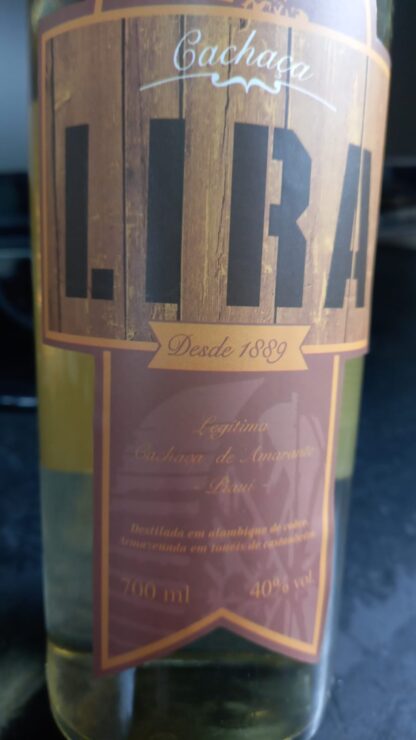 Cachaça
LIRA
Desde 1889
Legítima
Cachaça de Amarante
Piauí
Destilada em alambique de cobre.
Armazenada em toneis de castanheira
700 ml 40% vol.